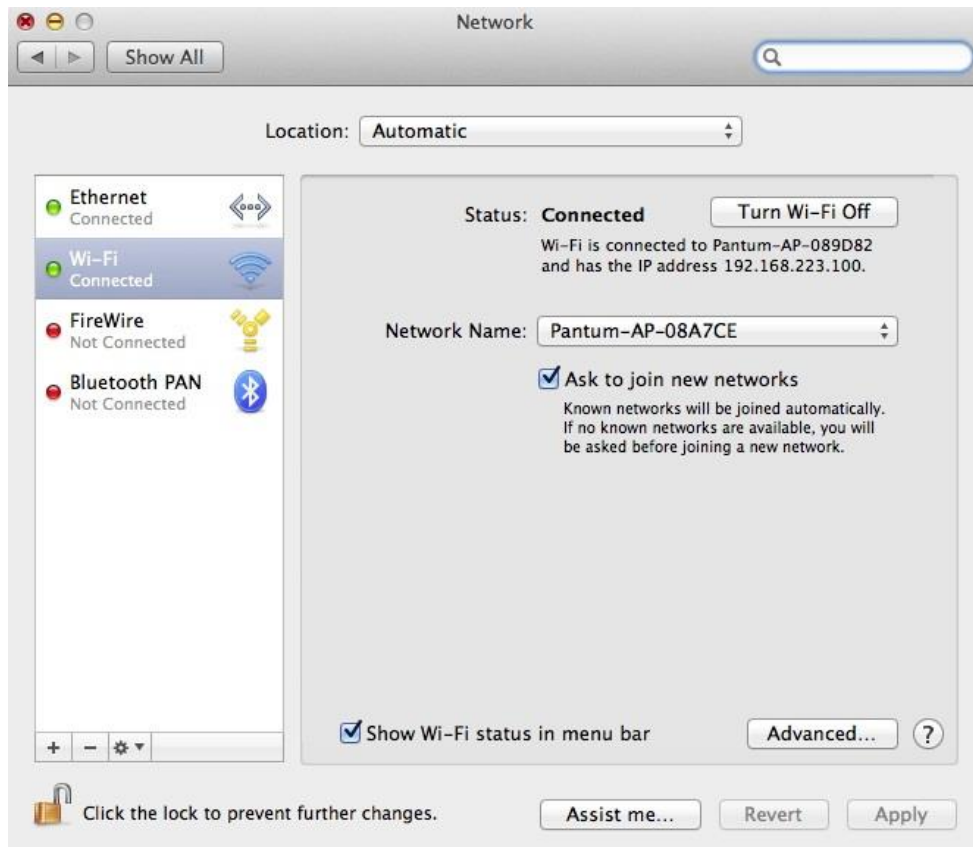 Network
Show All
Location: Automatic
Ethernet
Connected
Wi-Fi
Connected
FireWire
Not Connected
Bluetooth PAN
Not Connected
Status: Connected Turn Wi-Fi Off
Wi-Fi is connected to Pantum-AP-089D82
and has the IP address 192.168.223.100.
Network Name: Pantum-AP-08A7CE
Ask to join new networks
Known networks will be joined automatically.
If no known networks are available, you will
be asked before joining a new network.
Show Wi-Fi status in menu bar Advanced... ?
Click the lock to prevent further changes. Assist me... Revert Apply